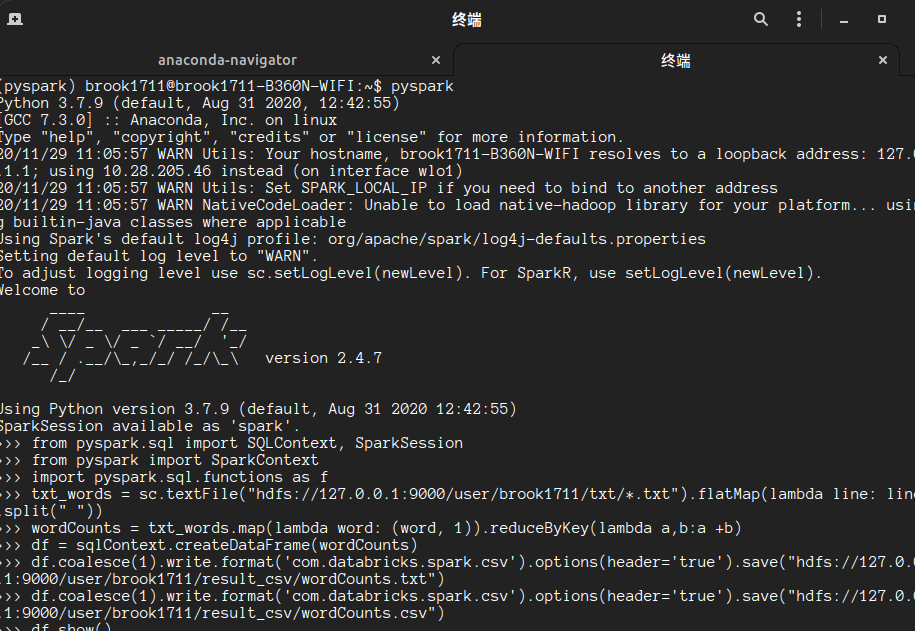 终端
anaconda-navigator
终端
(pyspark) brook1711@brook1711-B360N-WIFI:~$ pyspark
Python 3.7.9 (default, Aug 31 2020, 12:42:55)
[GCC 7.3.0] :: Anaconda, Inc. on linux
Type "help", "copyright", "credits" or "license" for more information.
20/11/29 11:05:57 WARN Utils: Your hostname, brook1711-B360N-WIFI resolves to a loopback address: 127.0
.1.1; using 10.28.205.46 instead (on interface wlo1)
20/11/29 11:05:57 WARN Utils: Set SPARK_LOCAL_IP if you need to bind to another address
20/11/29 11:05:57 WARN NativeCodeLoader: Unable to load native-hadoop library for your platform... usin
g builtin-java classes where applicable
Using Spark's default log4j profile: org/apache/spark/log4j-defaults.properties
Setting default log level to "WARN".
To adjust logging level use sc.setLogLevel(newLevel). For SparkR, use setLogLevel(newLevel).
Welcome to
Spark version 2.4.7
Using Python version 3.7.9 (default, Aug 31 2020 12:42:55)
SparkSession available as 'spark'.
>>> from pyspark.sql import SQLContext, SparkSession
>>> from pyspark import SparkContext
>>> import pyspark.sql.functions as f
>>> txt_words = sc.textFile("hdfs://127.0.0.1:9000/user/brook1711/txt/*.txt").flatMap(lambda line: line
.split(" "))
>>> wordCounts = txt_words.map(lambda word: (word, 1)).reduceByKey(lambda a,b:a +b)
>>> df = sqlContext.createDataFrame(wordCounts)
>>> df.coalesce(1).write.format('com.databricks.spark.csv').options(header='true').save("hdfs://127.0.0
.1:9000/user/brook1711/result_csv/wordCounts.txt")
>>> df.coalesce(1).write.format('com.databricks.spark.csv').options(header='true').save("hdfs://127.0.0
.1:9000/user/brook1711/result_csv/wordCounts.csv")
>>> df.show()